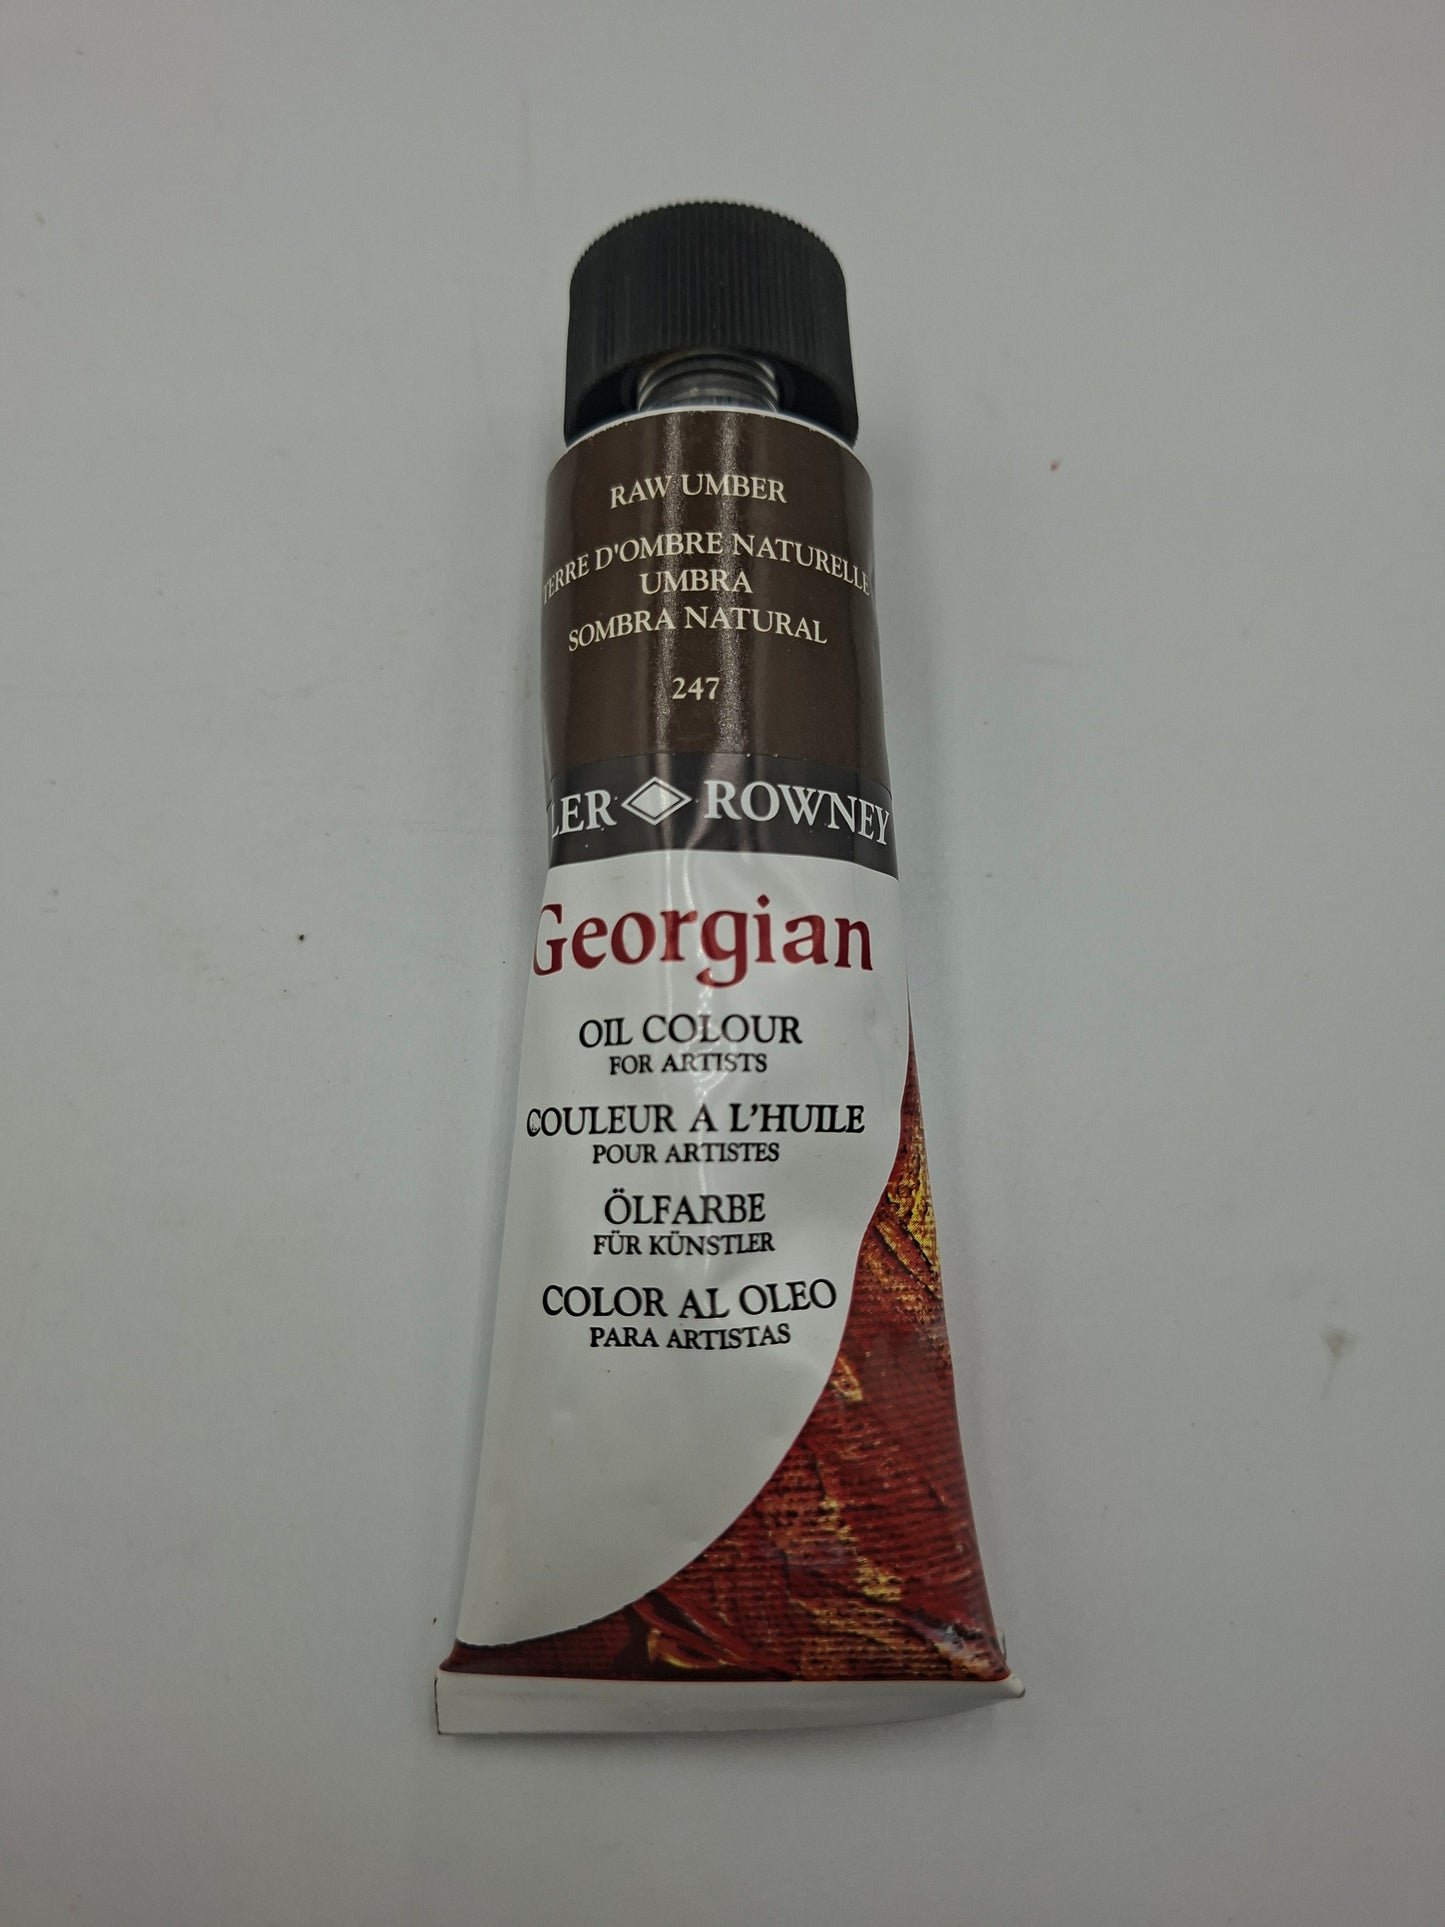 RAW UMBER
TERRE D'OMBRE NATURELLE
UMBRA
SOMBRA NATURAL
247
LER ROWNEY
Georgian
OIL COLOUR
FOR ARTISTS
COULEUR A L'HUILE
POUR ARTISTES
ÖLFARBE
FÜR KÜNSTLER
COLOR AL OLEO
PARA ARTISTAS